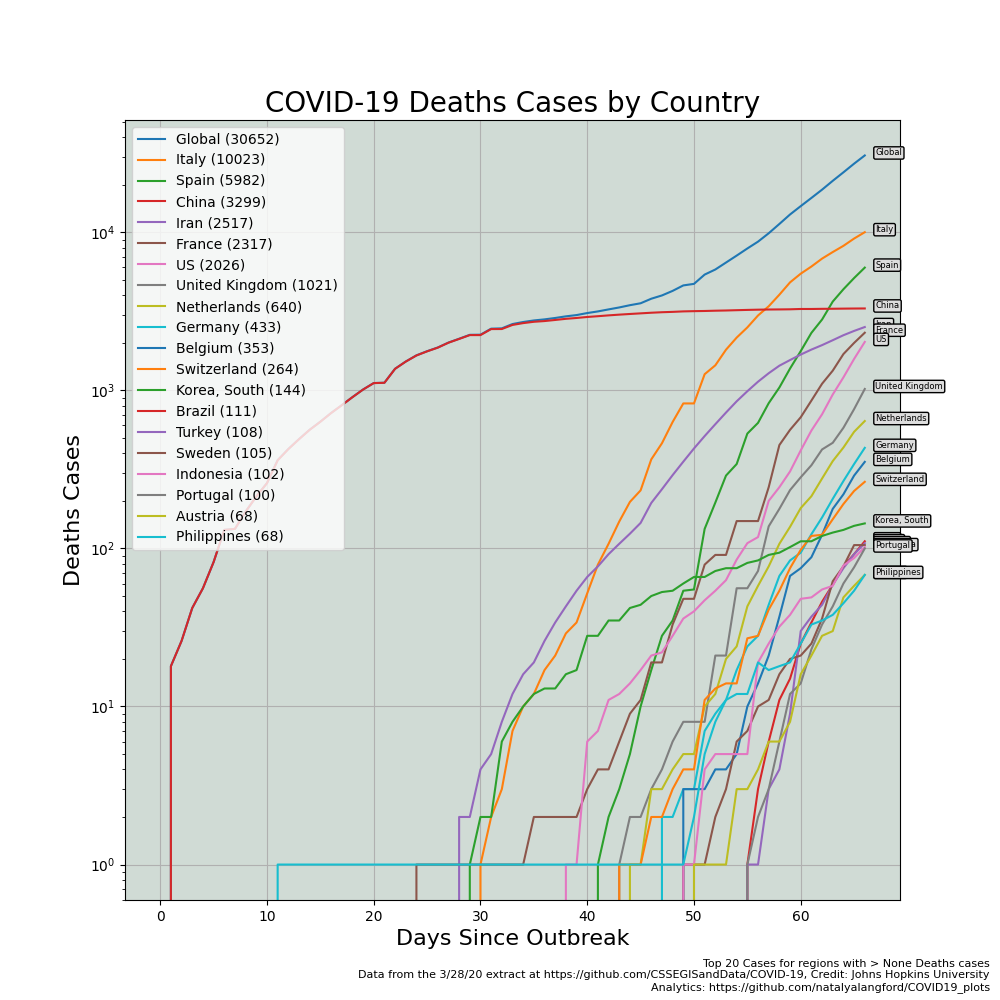 COVID-19 Deaths Cases by Country
Global (30652)
Italy (10023)
Spain (5982)
China (3299)
Iran (2517)
France (2317)
US (2026)
United Kingdom (1021)
Netherlands (640)
Germany (433)
Belgium (353)
Switzerland (264)
Korea, South (144)
Brazil (111)
Turkey (108)
Sweden (105)
Indonesia (102)
Portugal (100)
Austria (68)
Philippines (68)
Global
Italy
Spain
China
France
US
United Kingdom
Netherlands
Germany
Belgium
Switzerland
Korea, South
Portugal
Philippines
Deaths Cases
10⁴
10³
10²
10¹
10⁰
0 10 20 30 40 50 60
Days Since Outbreak
Top 20 Cases for regions with > None Deaths cases
Data from the 3/28/20 extract at https://github.com/CSSEGISandData/COVID-19, Credit: Johns Hopkins University
Analytics: https://github.com/natalyalangford/COVID19_plots